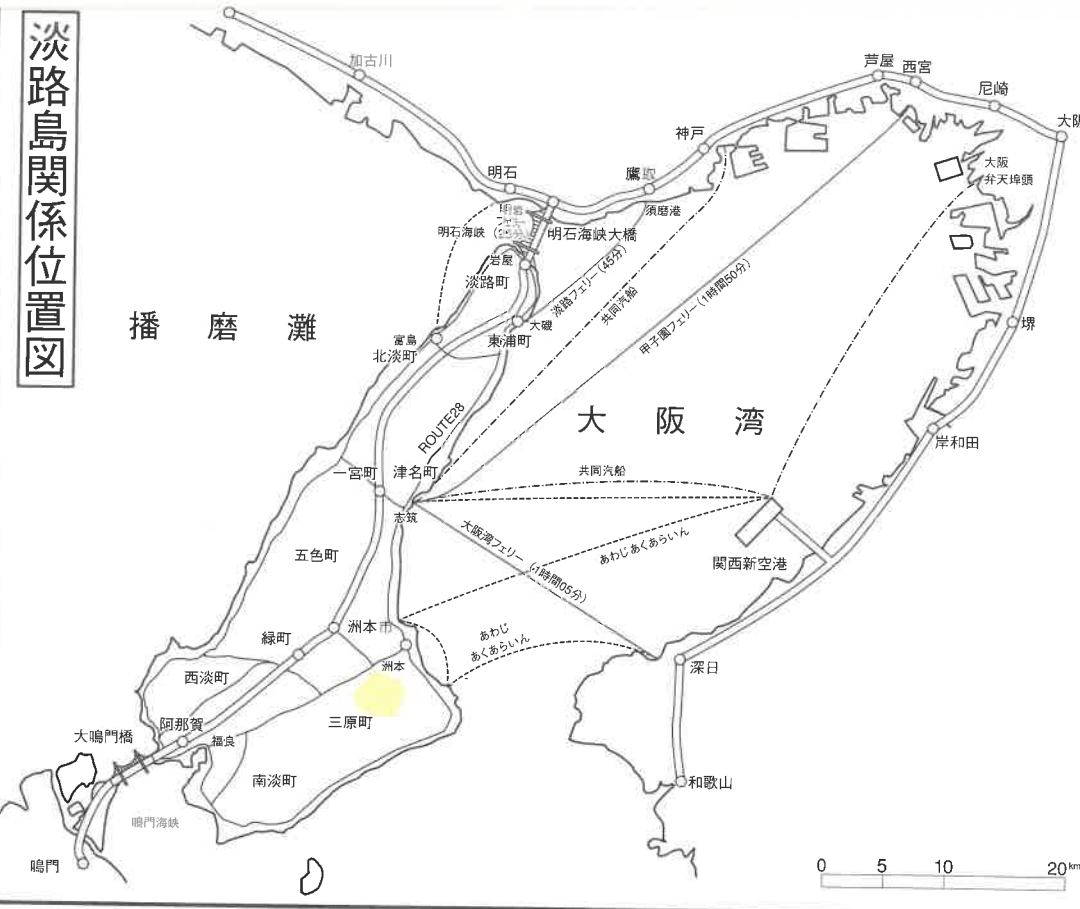 淡路島関係位置図
加古川
芦屋
西宮
尼崎
神戸
大阪
明石
鷹取
大阪
弁天埠頭
須磨港
明石海峡
明石海峡大橋
岩屋
淡路町
淡路フェリー(45分)
共同汽船
甲子園フェリー(1時間50分)
播磨灘
大磯
富島
東浦町
北淡町
堺
ROUTE28
大阪湾
岸和田
一宮町
津名町
共同汽船
志筑
大阪湾フェリー
(1時間05分)
あわじあくあらいん
関西新空港
五色町
洲本市
緑町
あわじ
あくあらいん
洲本
深日
西淡町
三原町
阿那賀
大鳴門橋
福良
南淡町
和歌山
鳴門海峡
鳴門
0 5 10 20km